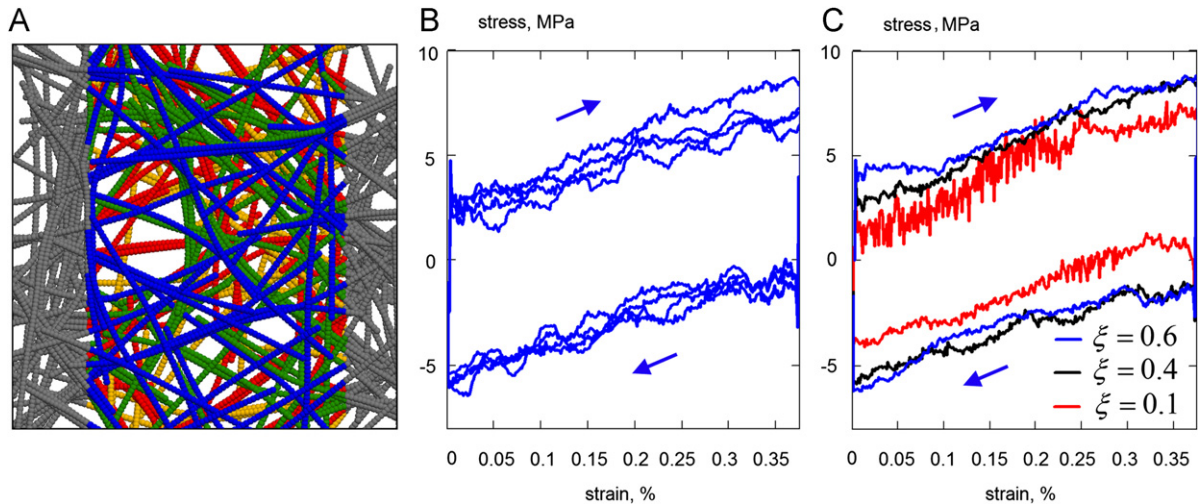 A
B
stress, MPa
10
5
0
-5
0 0.05 0.1 0.15 0.2 0.25 0.3 0.35
strain, %
C
stress, MPa
10
5
0
-5
ξ = 0.6
ξ = 0.4
ξ = 0.1
0 0.05 0.1 0.15 0.2 0.25 0.3 0.35
strain, %